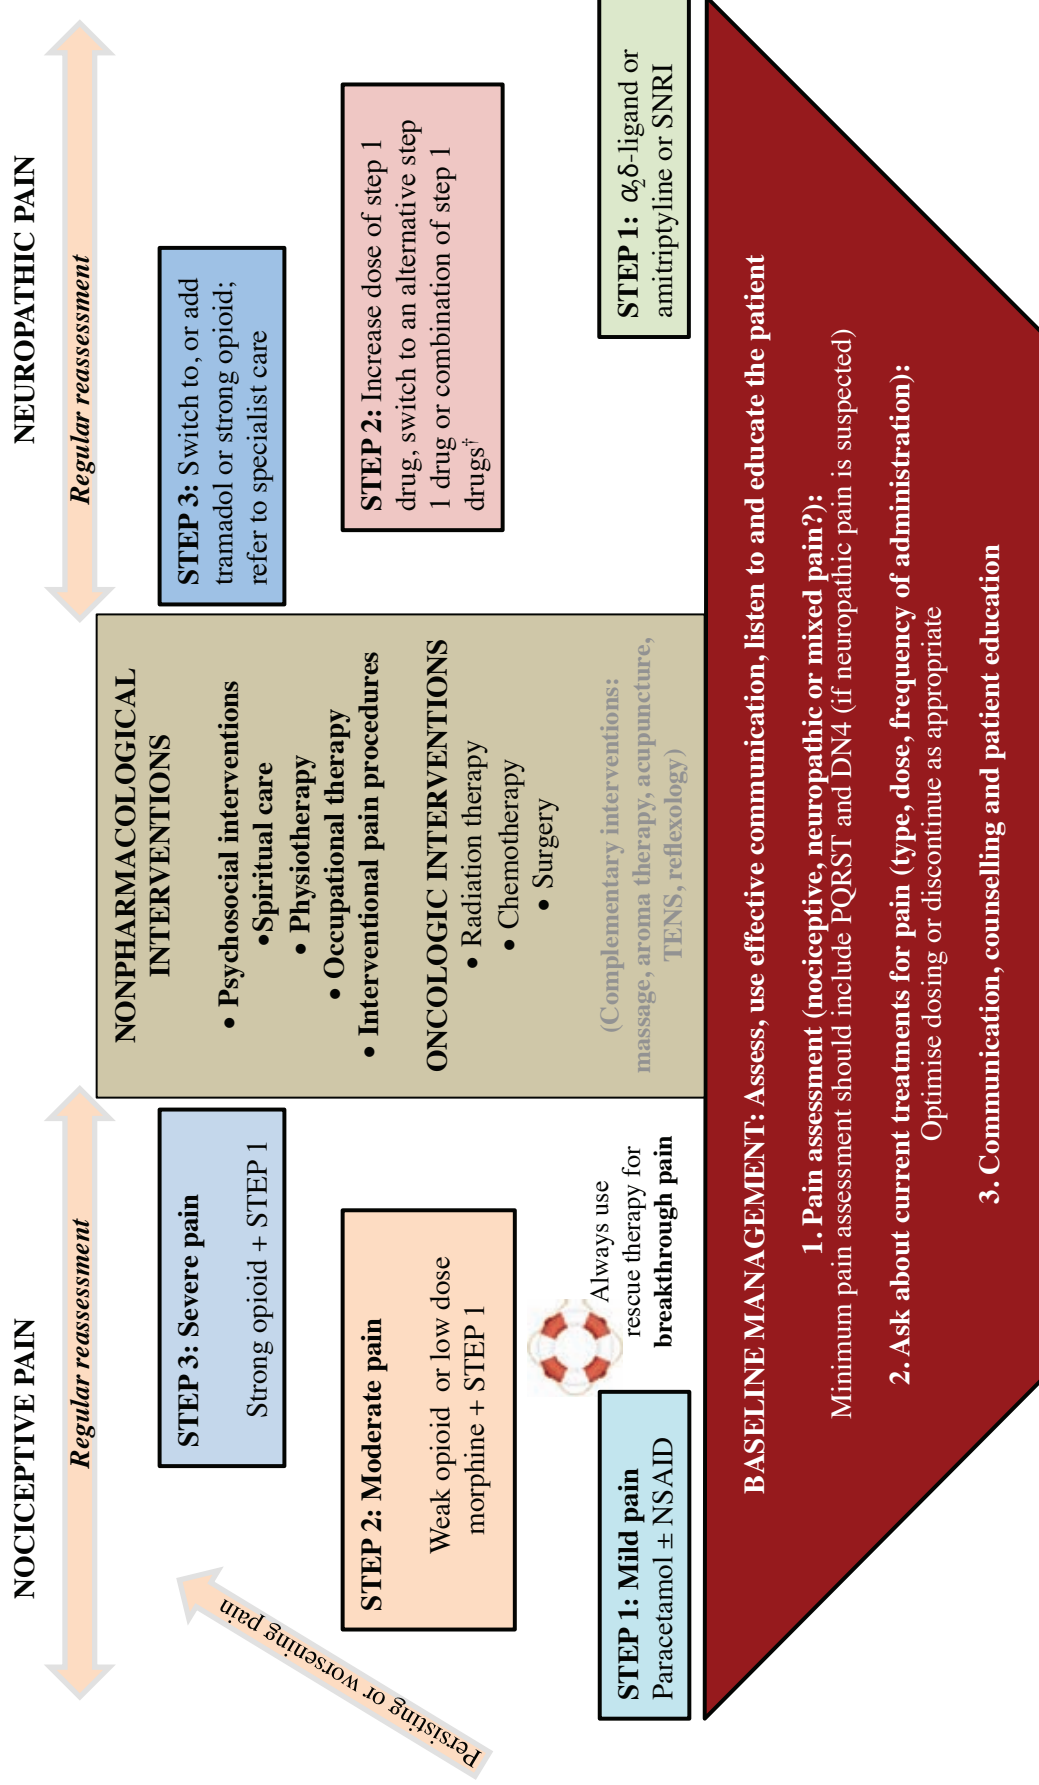 NOCICEPTIVE PAIN
NEUROPATHIC PAIN
Regular reassessment
Regular reassessment
Persisting or worsening pain
STEP 3: Severe pain
Strong opioid + STEP 1
STEP 2: Moderate pain
Weak opioid or low dose
morphine + STEP 1
STEP 1: Mild pain
Paracetamol ± NSAID
Always use
rescue therapy for
breakthrough pain
NONPHARMACOLOGICAL
INTERVENTIONS
• Psychosocial interventions
•Spiritual care
• Physiotherapy
• Occupational therapy
• Interventional pain procedures
ONCOLOGIC INTERVENTIONS
• Radiation therapy
• Chemotherapy
• Surgery
(Complementary interventions:
massage, aroma therapy, acupuncture,
TENS, reflexology)
STEP 3: Switch to, or add
tramadol or strong opioid;
refer to specialist care
STEP 2: Increase dose of step 1
drug, switch to an alternative step
1 drug or combination of step 1
drugs†
STEP 1: α₂δ-ligand or
amitriptyline or SNRI
BASELINE MANAGEMENT: Assess, use effective communication, listen to and educate the patient
1. Pain assessment (nociceptive, neuropathic or mixed pain?):
Minimum pain assessment should include PQRST and DN4 (if neuropathic pain is suspected)
2. Ask about current treatments for pain (type, dose, frequency of administration):
Optimise dosing or discontinue as appropriate
3. Communication, counselling and patient education